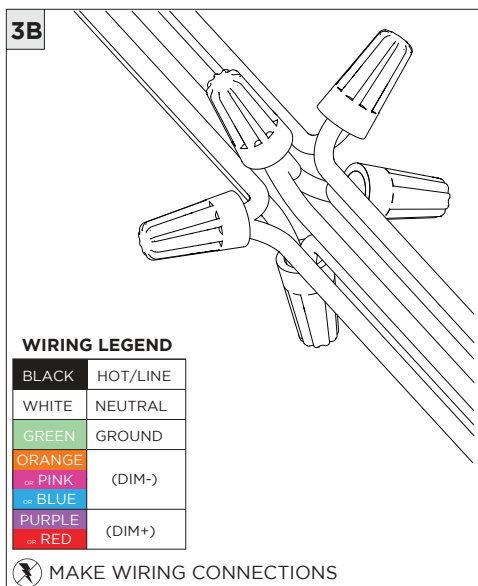 3B
WIRING LEGEND
BLACK HOT/LINE
WHITE NEUTRAL
GREEN GROUND
ORANGE
OR PINK (DIM-)
OR BLUE
PURPLE
OR RED (DIM+)
MAKE WIRING CONNECTIONS